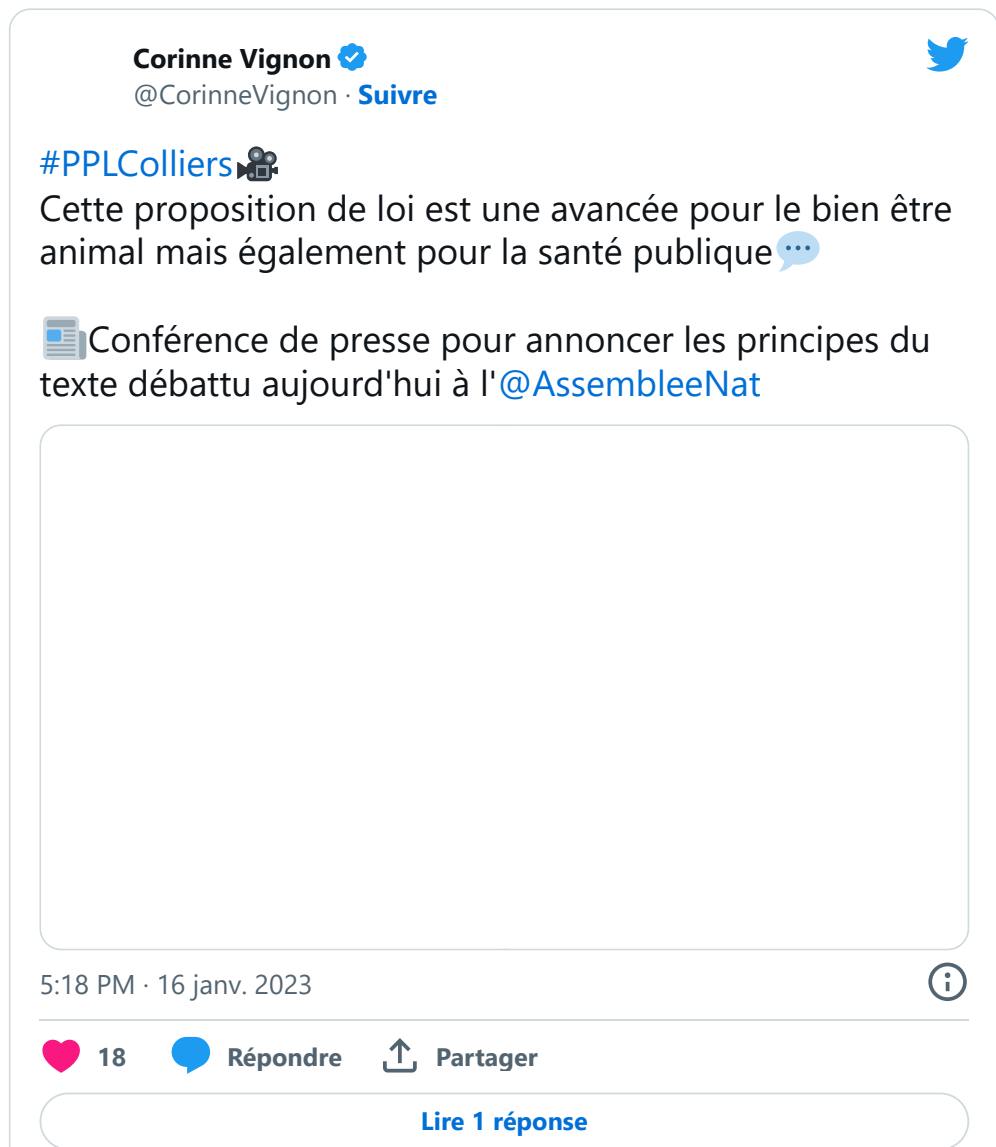 Corinne Vignon
@CorinneVignon · Suivre
#PPLColliers🎥
Cette proposition de loi est une avancée pour le bien être
animal mais également pour la santé publique💬
📰Conférence de presse pour annoncer les principes du
texte débattu aujourd'hui à l'@AssembleeNat
5:18 PM · 16 janv. 2023
18 Répondre Partager
Lire 1 réponse